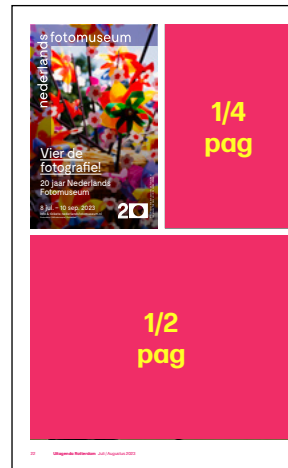 nederlands
fotomuseum
Vier de
fotografie!
20 jaar Nederlands
Fotomuseum
8 jul. – 10 sep. 2023
20
1/4
pag
1/2
pag
Uitagenda Rotterdam Juli / Augustus 2023